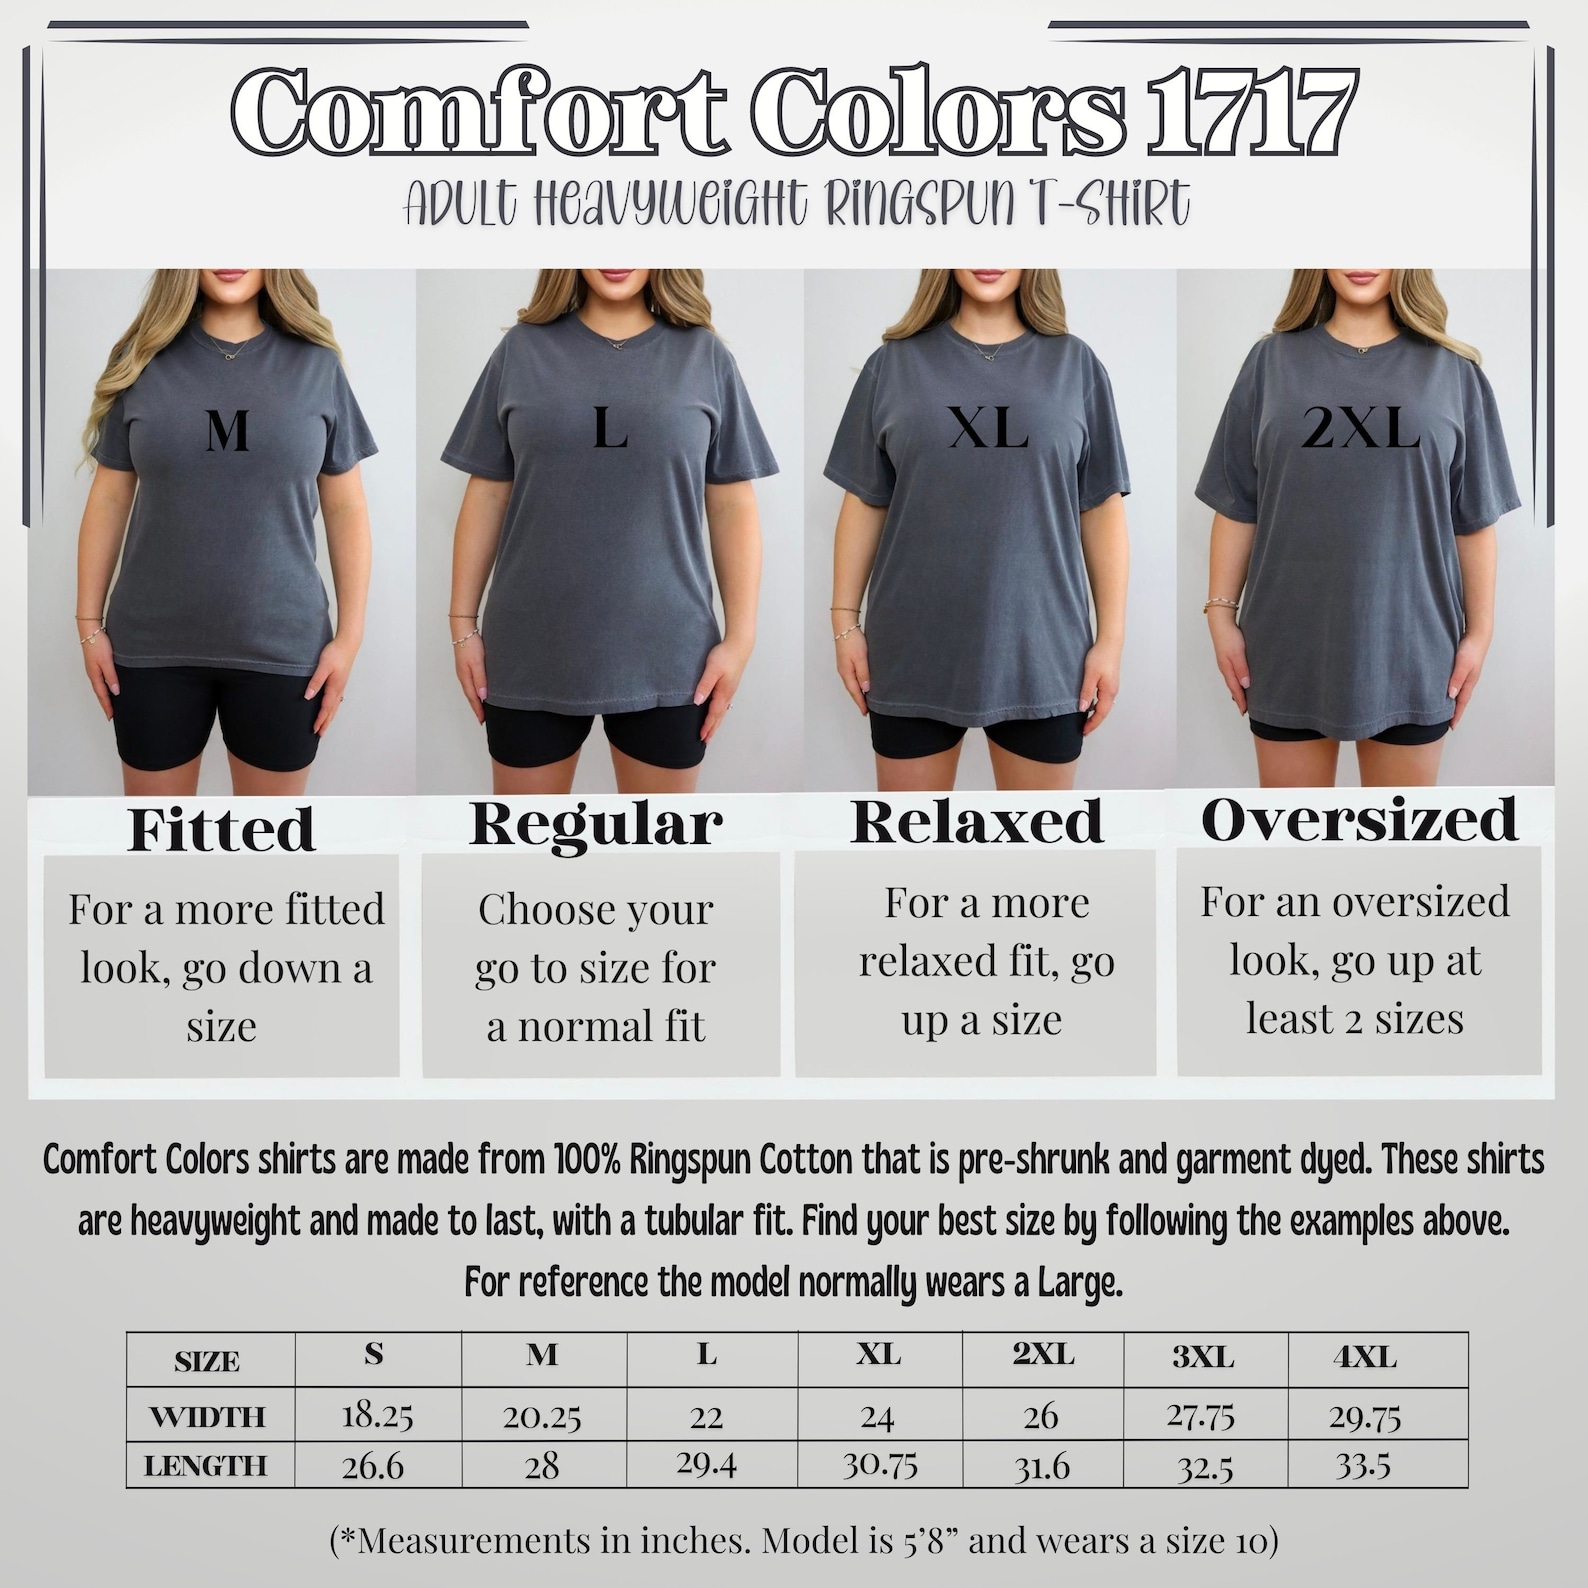 Comfort Colors 1717
ADULT HEAVYWEIGHT RINGSPUN T-SHIRT
M
L
XL
2XL
Fitted
For a more fitted
look, go down a
size
Regular
Choose your
go to size for
a normal fit
Relaxed
For a more
relaxed fit, go
up a size
Oversized
For an oversized
look, go up at
least 2 sizes
Comfort Colors shirts are made from 100% Ringspun Cotton that is pre-shrunk and garment dyed. These shirts
are heavyweight and made to last, with a tubular fit. Find your best size by following the examples above.
For reference the model normally wears a Large.
SIZE S M L XL 2XL 3XL 4XL
WIDTH 18.25 20.25 22 24 26 27.75 29.75
LENGTH 26.6 28 29.4 30.75 31.6 32.5 33.5
(*Measurements in inches. Model is 5’8” and wears a size 10)